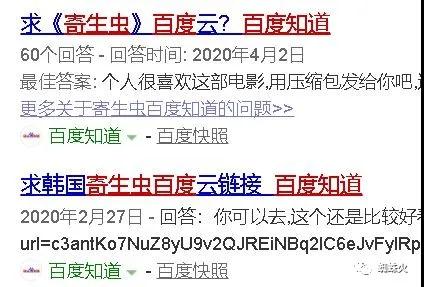 求《寄生虫》百度云？百度知道
60个回答 - 回答时间: 2020年4月2日
最佳答案: 个人很喜欢这部电影,用压缩包发给你吧,
更多关于寄生虫百度知道的问题>>
百度知道 - 百度快照
求韩国寄生虫百度云链接_百度知道
2020年2月27日 - 回答: 你可以去,这个还是比较好看
url=c3antKo7NuZ8yU9v2QJREiNBq2IC6eJvFylRp
百度知道 - 百度快照
蜘蛛火